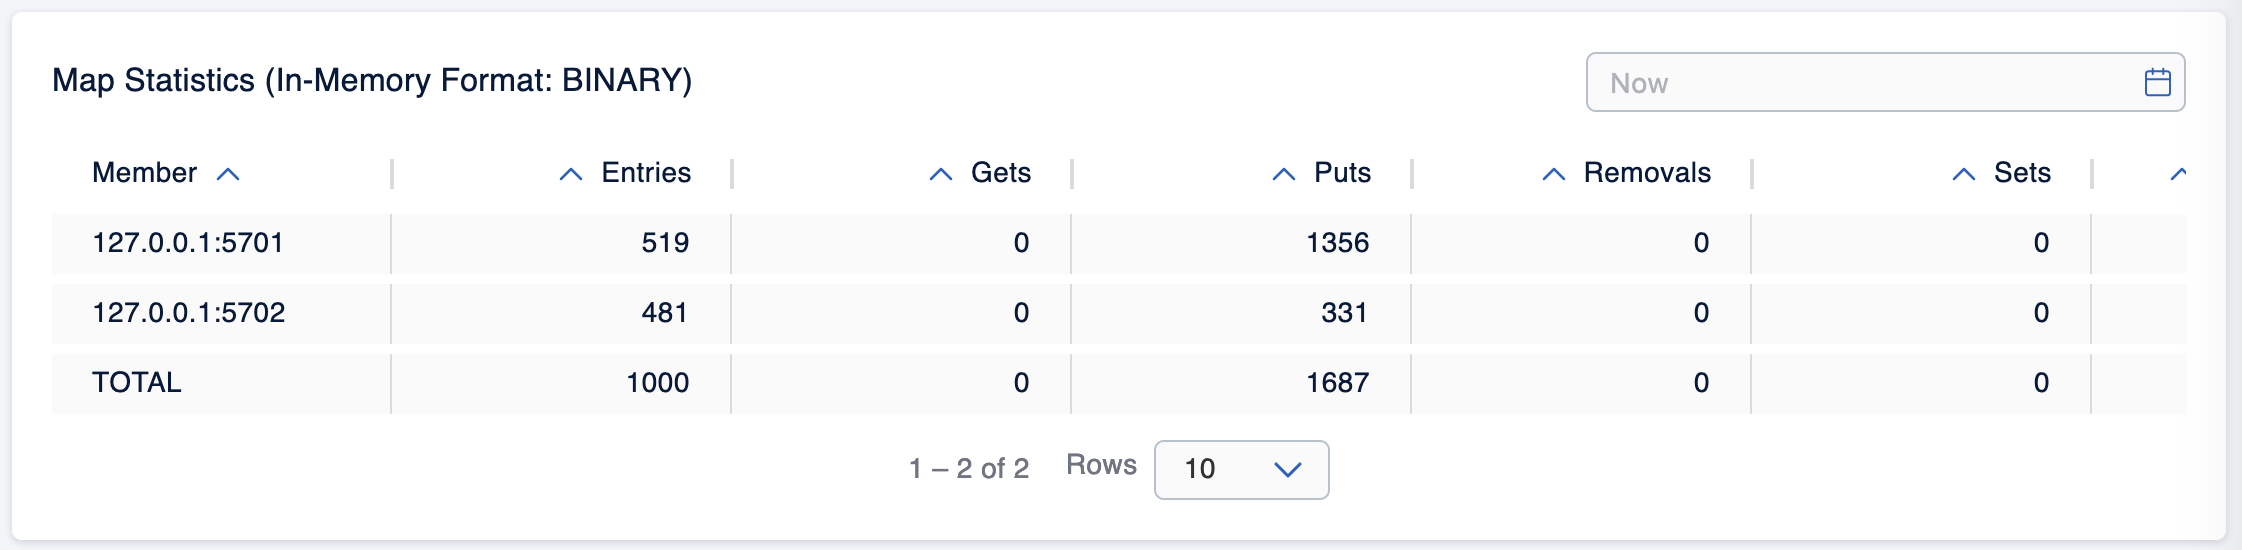 Map Statistics (In-Memory Format: BINARY)
Now
Member Entries Gets Puts Removals Sets
127.0.0.1:5701 519 0 1356 0 0
127.0.0.1:5702 481 0 331 0 0
TOTAL 1000 0 1687 0 0
1 – 2 of 2 Rows 10